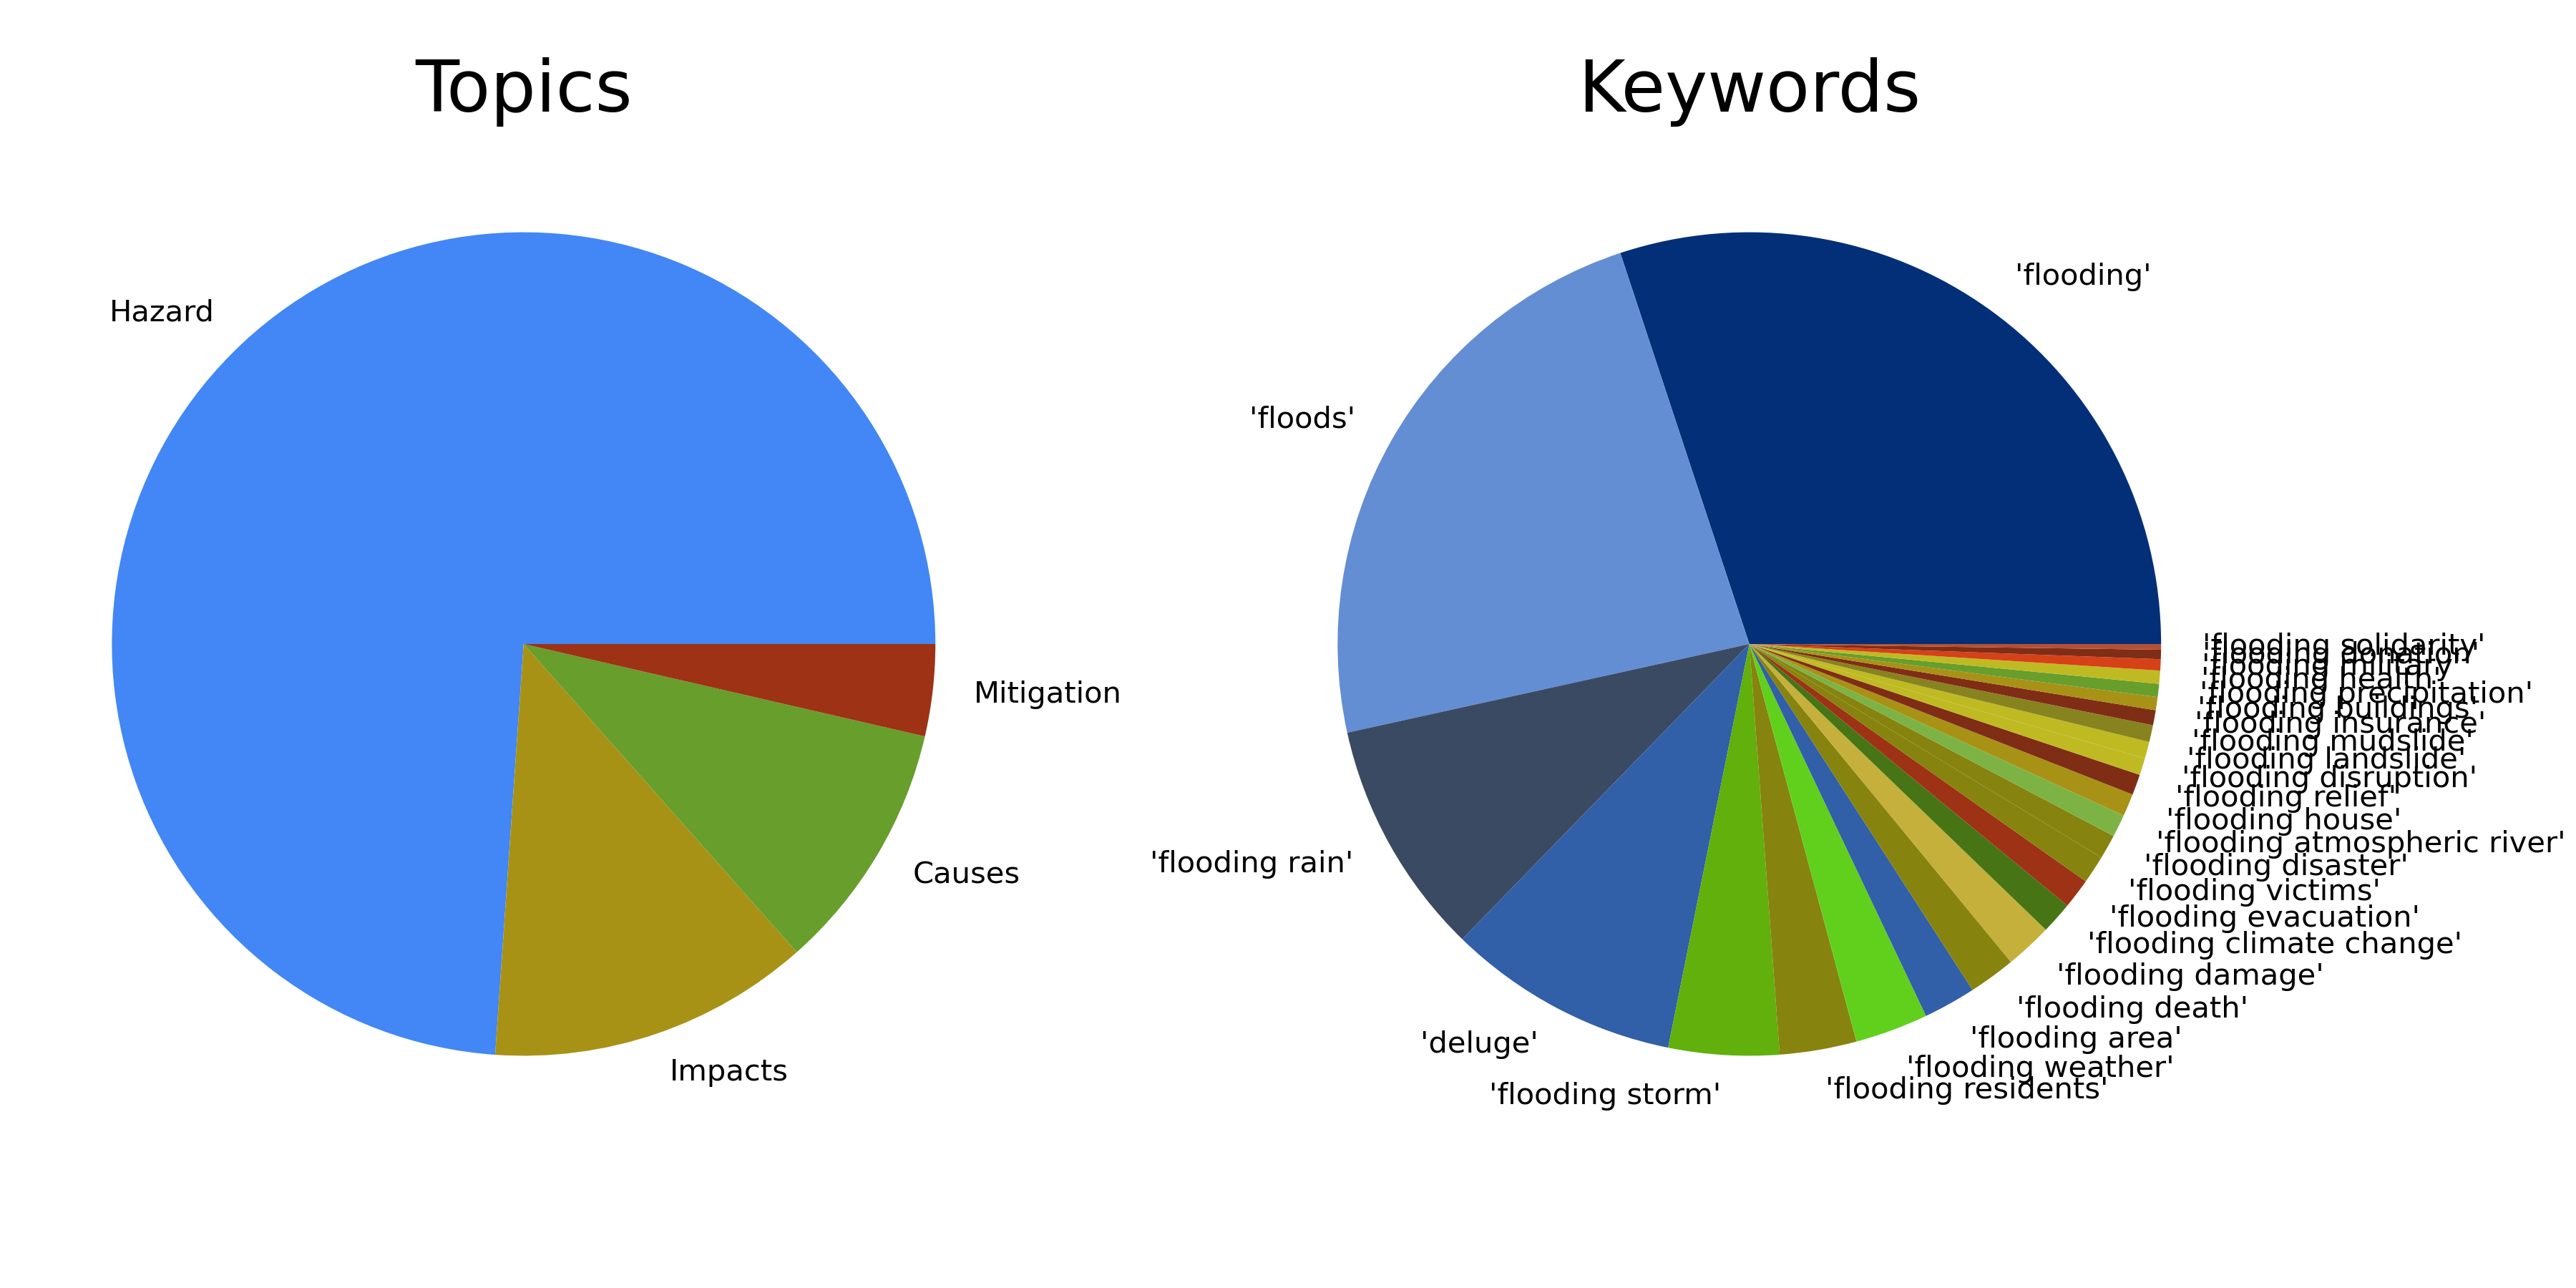 Topics
Hazard
Mitigation
Causes
Impacts
Keywords
'flooding'
'floods'
'flooding rain'
'deluge'
'flooding storm'
'flooding residents'
'flooding weather'
'flooding area'
'flooding death'
'flooding damage'
'flooding climate change'
'flooding evacuation'
'flooding victims'
'flooding disaster'
'flooding atmospheric river'
'flooding house'
'flooding relief'
'flooding disruption'
'flooding landslide'
'flooding mudslide'
'flooding insurance'
'flooding buildings'
'flooding precipitation'
'flooding health'
'flooding military'
'flooding donation'
'flooding solidarity'